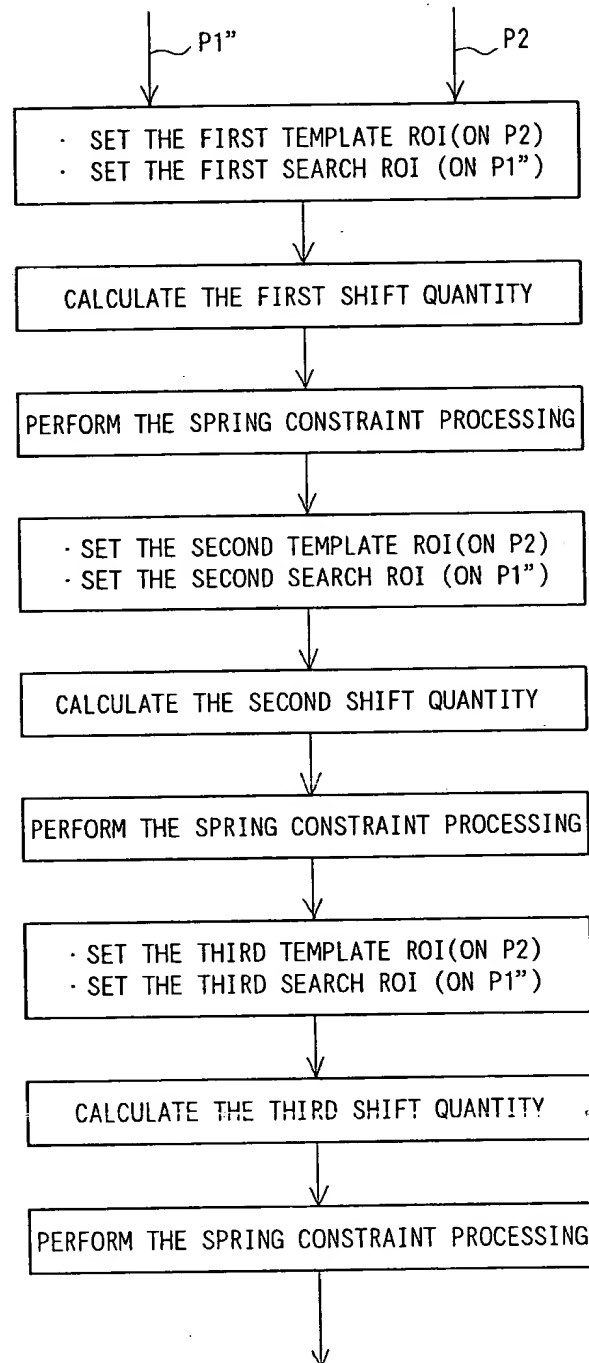 P1" P2
· SET THE FIRST TEMPLATE ROI(ON P2)
· SET THE FIRST SEARCH ROI (ON P1")
CALCULATE THE FIRST SHIFT QUANTITY
PERFORM THE SPRING CONSTRAINT PROCESSING
· SET THE SECOND TEMPLATE ROI(ON P2)
· SET THE SECOND SEARCH ROI (ON P1")
CALCULATE THE SECOND SHIFT QUANTITY
PERFORM THE SPRING CONSTRAINT PROCESSING
· SET THE THIRD TEMPLATE ROI(ON P2)
· SET THE THIRD SEARCH ROI (ON P1")
CALCULATE THE THIRD SHIFT QUANTITY
PERFORM THE SPRING CONSTRAINT PROCESSING